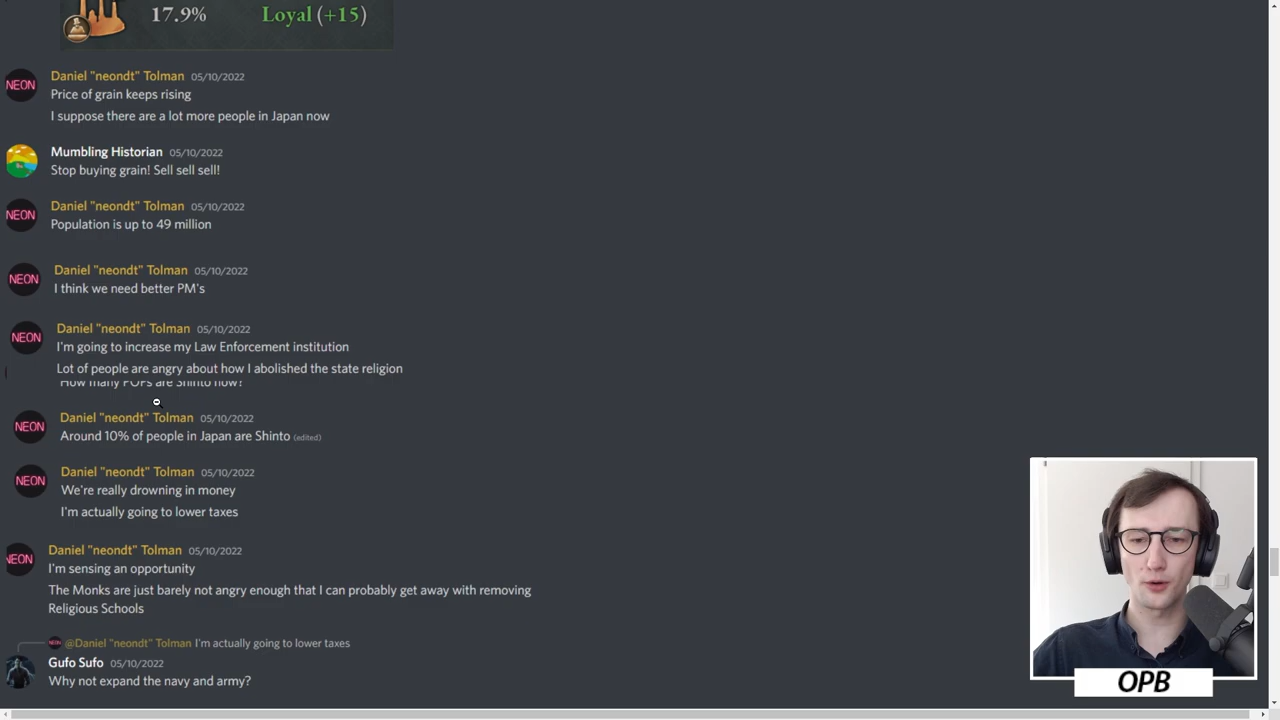 17.9% Loyal (+15)
NEON
Daniel "neondt" Tolman 05/10/2022
Price of grain keeps rising
I suppose there are a lot more people in Japan now
Mumbling Historian 05/10/2022
Stop buying grain! Sell sell sell!
NEON
Daniel "neondt" Tolman 05/10/2022
Population is up to 49 million
NEON
Daniel "neondt" Tolman 05/10/2022
I think we need better PM's
NEON
Daniel "neondt" Tolman 05/10/2022
I'm going to increase my Law Enforcement institution
Lot of people are angry about how I abolished the state religion
How many POPs are Shinto now?
NEON
Daniel "neondt" Tolman 05/10/2022
Around 10% of people in Japan are Shinto (edited)
NEON
Daniel "neondt" Tolman 05/10/2022
We're really drowning in money
I'm actually going to lower taxes
NEON
Daniel "neondt" Tolman 05/10/2022
I'm sensing an opportunity
The Monks are just barely not angry enough that I can probably get away with removing
Religious Schools
@Daniel "neondt" Tolman I'm actually going to lower taxes
Gufo Sufo 05/10/2022
Why not expand the navy and army?
OPB